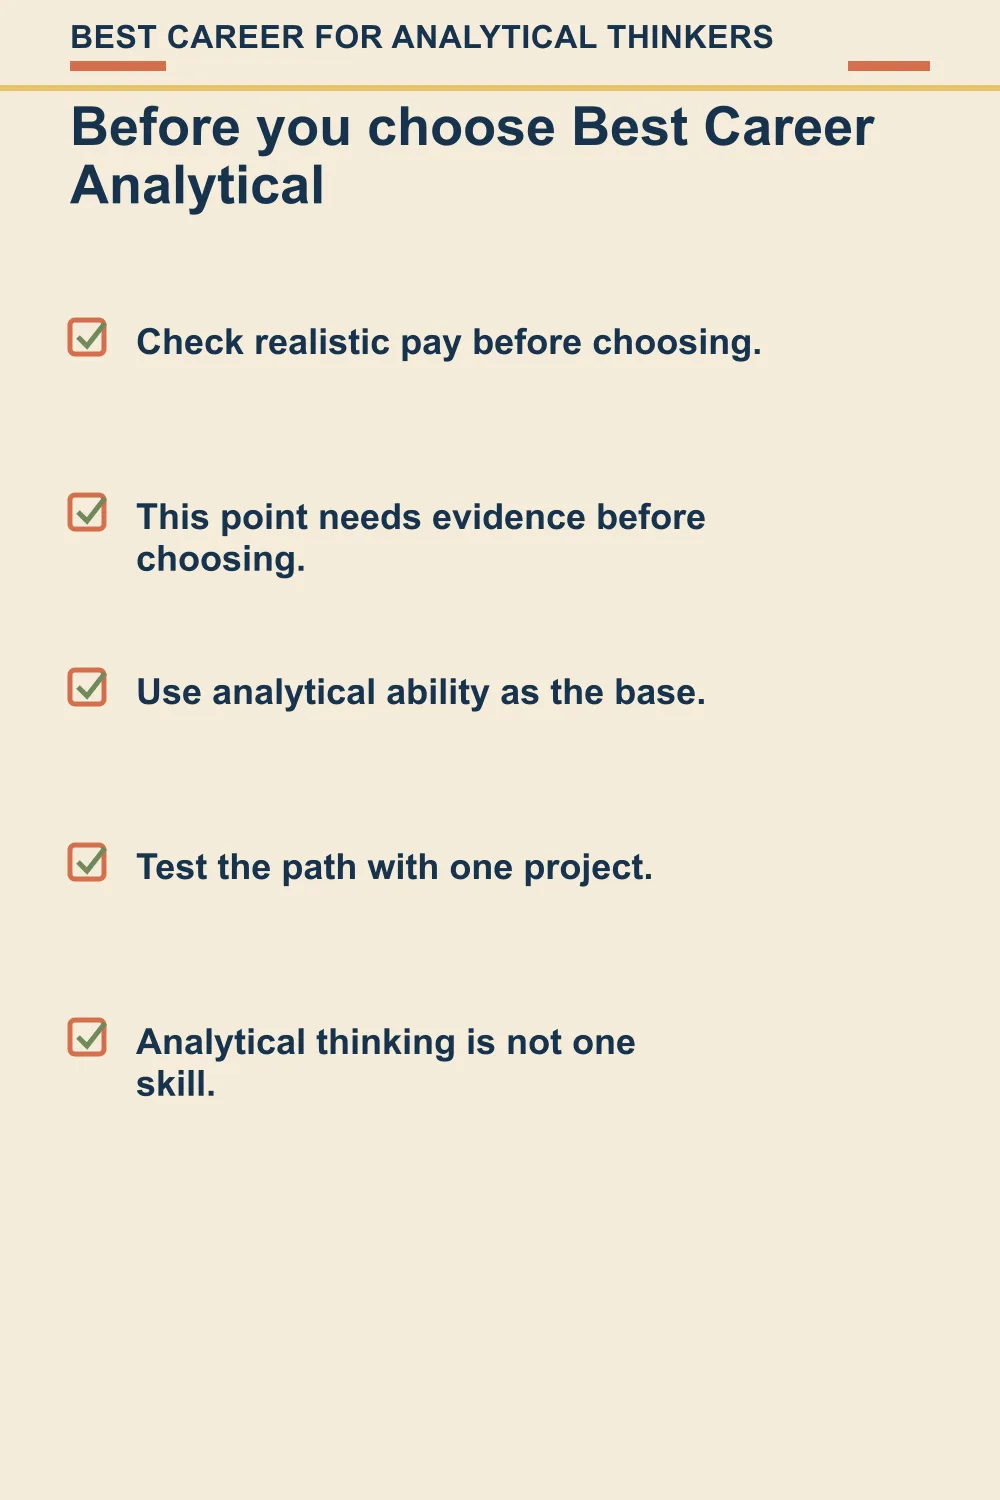 BEST CAREER FOR ANALYTICAL THINKERS
Before you choose Best Career
Analytical
Check realistic pay before choosing.
This point needs evidence before
choosing.
Use analytical ability as the base.
Test the path with one project.
Analytical thinking is not one
skill.